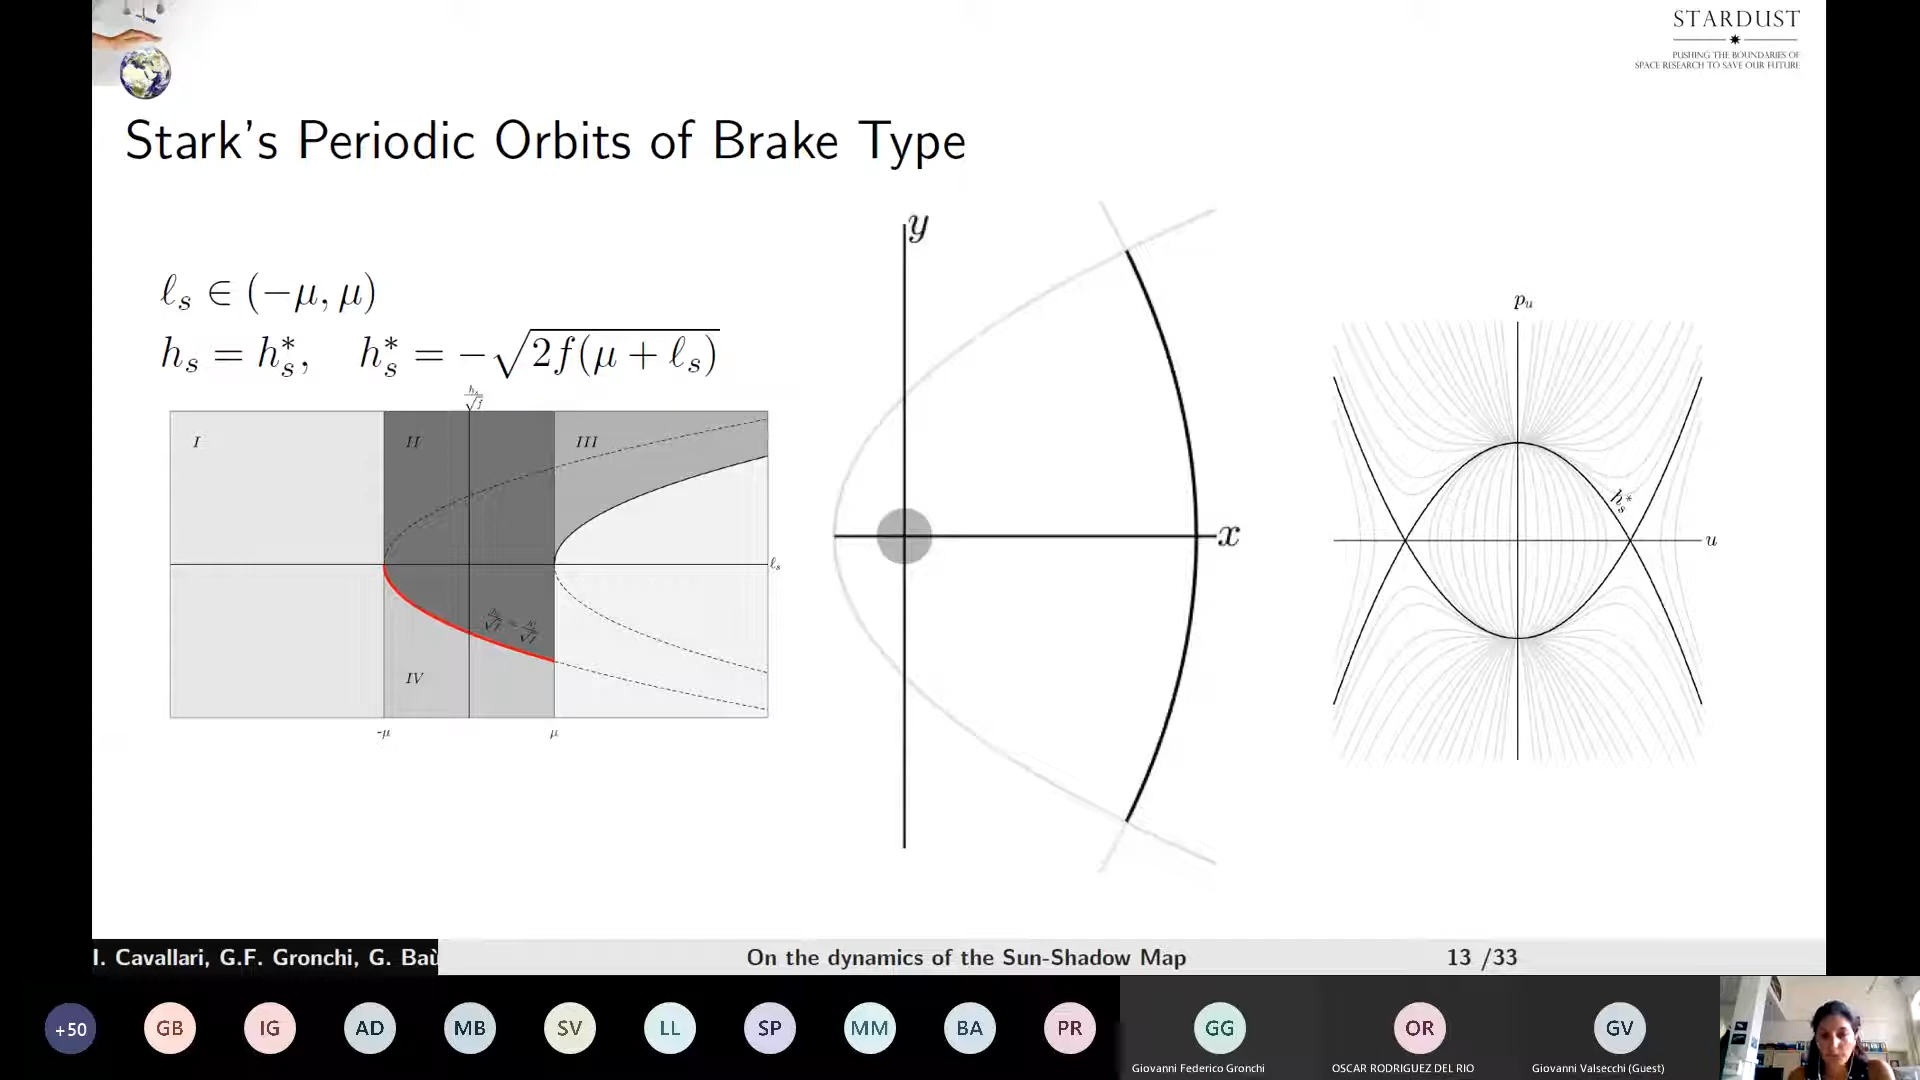 STARDUST
PUSHING THE BOUNDARIES OF
SPACE RESEARCH TO SAVE OUR FUTURE
Stark's Periodic Orbits of Brake Type
ℓ_s ∈ (−μ, μ)
h_s = h_s^*, h_s^* = −√(2f(μ + ℓ_s))
h_s/√f
I
II
III
IV
ℓ_s
-μ
μ
y
x
p_u
h_s^*
u
I. Cavallari, G.F. Gronchi, G. Baù
On the dynamics of the Sun-Shadow Map
13 /33
+50
GB
IG
AD
MB
SV
LL
SP
MM
BA
PR
GG
OR
GV
Giovanni Federico Gronchi
OSCAR RODRIGUEZ DEL RIO
Giovanni Valsecchi (Guest)